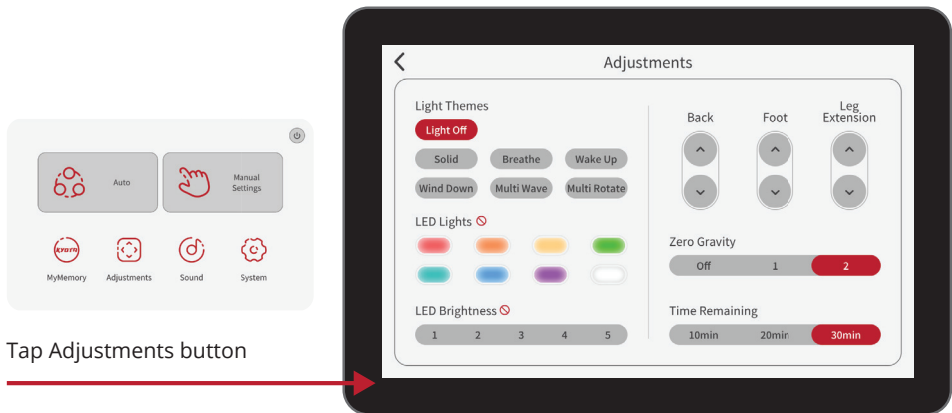 Auto
Manual
Settings
KYOTA
MyMemory
Adjustments
Sound
System
Tap Adjustments button
Adjustments
Light Themes
Light Off
Solid
Breathe
Wake Up
Wind Down
Multi Wave
Multi Rotate
LED Lights
LED Brightness
1 2 3 4 5
Back
Foot
Leg
Extension
Zero Gravity
Off 1 2
Time Remaining
10min 20min 30min